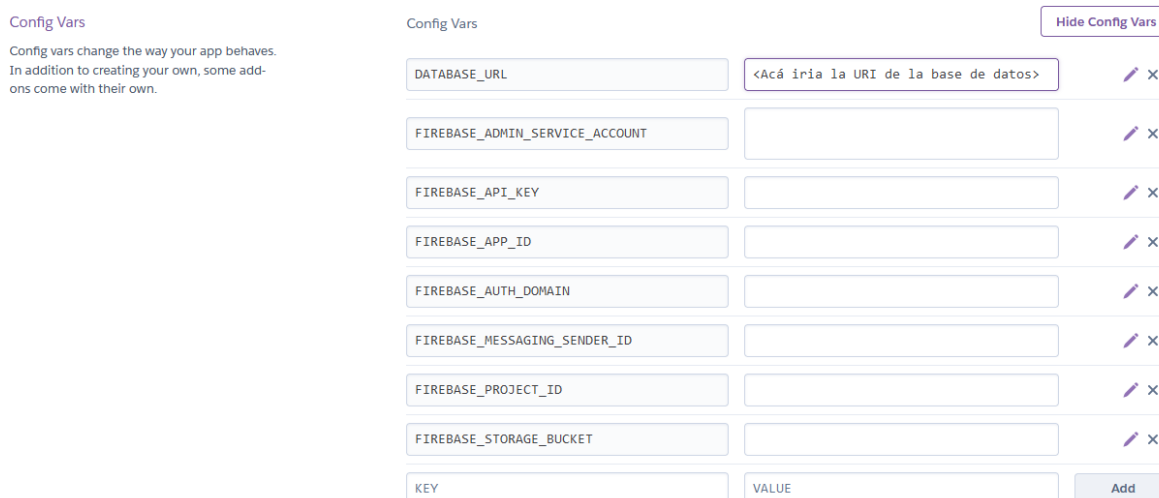 Config Vars
Config vars change the way your app behaves.
In addition to creating your own, some add-
ons come with their own.
Config Vars
Hide Config Vars
DATABASE_URL
<Acá iria la URI de la base de datos>
FIREBASE_ADMIN_SERVICE_ACCOUNT
FIREBASE_API_KEY
FIREBASE_APP_ID
FIREBASE_AUTH_DOMAIN
FIREBASE_MESSAGING_SENDER_ID
FIREBASE_PROJECT_ID
FIREBASE_STORAGE_BUCKET
KEY
VALUE
Add